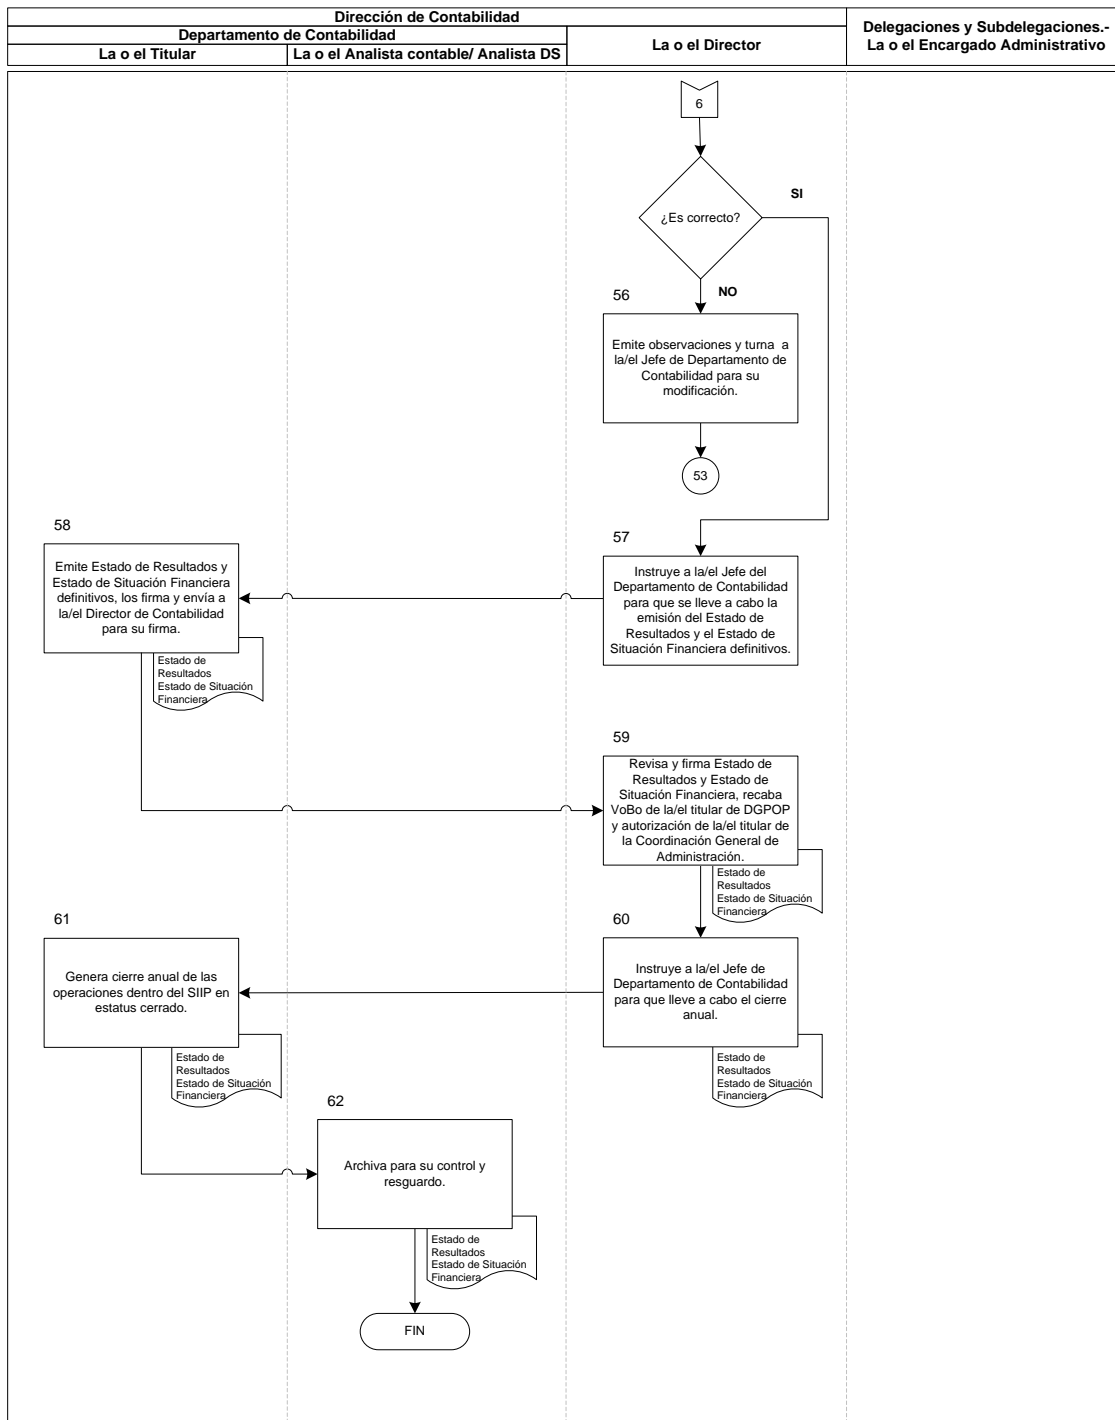 Dirección de Contabilidad
Departamento de Contabilidad
La o el Titular
La o el Analista contable/ Analista DS
La o el Director
Delegaciones y Subdelegaciones.-
La o el Encargado Administrativo
6
¿Es correcto?
SI
NO
56
Emite observaciones y turna a
la/el Jefe de Departamento de
Contabilidad para su
modificación.
53
57
Instruye a la/el Jefe del
Departamento de Contabilidad
para que se lleve a cabo la
emisión del Estado de
Resultados y el Estado de
Situación Financiera definitivos.
58
Emite Estado de Resultados y
Estado de Situación Financiera
definitivos, los firma y envía a
la/el Director de Contabilidad
para su firma.
Estado de
Resultados
Estado de Situación
Financiera
59
Revisa y firma Estado de
Resultados y Estado de
Situación Financiera, recaba
VoBo de la/el titular de DGPOP
y autorización de la/el titular de
la Coordinación General de
Administración.
Estado de
Resultados
Estado de Situación
Financiera
60
Instruye a la/el Jefe de
Departamento de Contabilidad
para que lleve a cabo el cierre
anual.
Estado de
Resultados
Estado de Situación
Financiera
61
Genera cierre anual de las
operaciones dentro del SIIP en
estatus cerrado.
Estado de
Resultados
Estado de Situación
Financiera
62
Archiva para su control y
resguardo.
Estado de
Resultados
Estado de Situación
Financiera
FIN